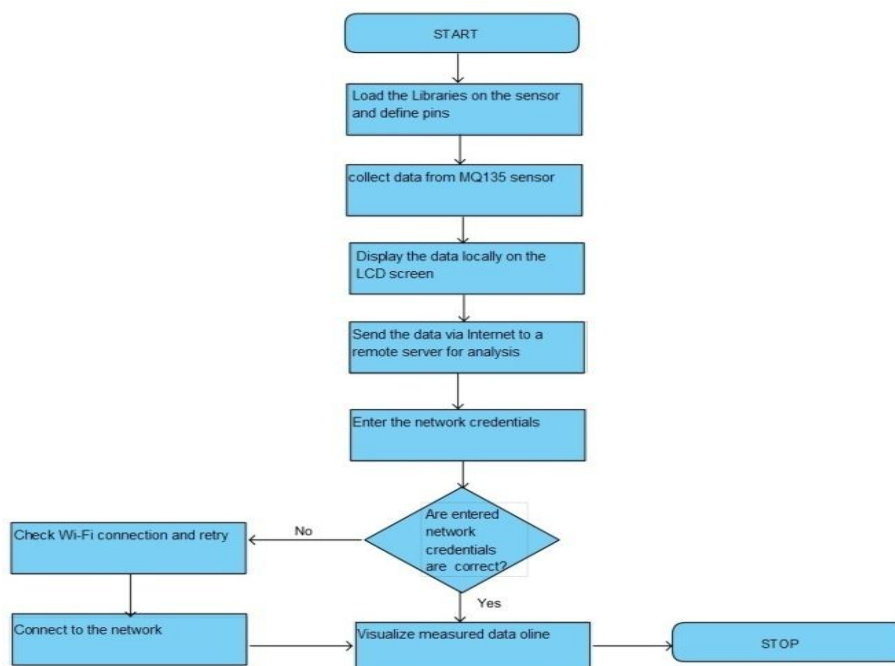 START
Load the Libraries on the sensor
and define pins
collect data from MQ135 sensor
Display the data locally on the
LCD screen
Send the data via Internet to a
remote server for analysis
Enter the network credentials
Are entered
network
credentials
are correct?
No
Check Wi-Fi connection and retry
Yes
Connect to the network
Visualize measured data oline
STOP